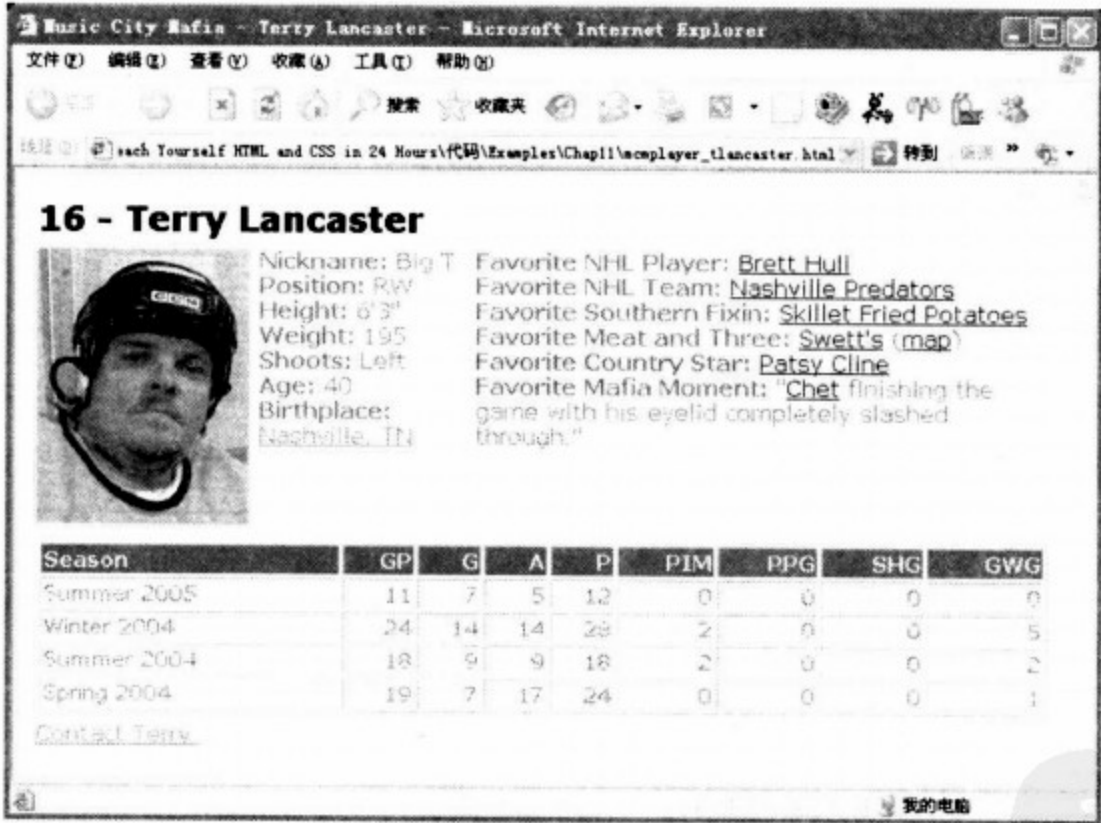 Music City Mafia - Terry Lancaster - Microsoft Internet Explorer
文件(F) 编辑(E) 查看(V) 收藏(A) 工具(T) 帮助(H)
搜索 收藏夹
each Yourself HTML and CSS in 24 Hours\代码\Examples\Chap11\mcmplayer_tlancaster.html 转到 »
16 - Terry Lancaster
CCM
Nickname: Big T
Position: RW
Height: 6'3"
Weight: 195
Shoots: Left
Age: 40
Birthplace:
Nashville, TN
Favorite NHL Player: Brett Hull
Favorite NHL Team: Nashville Predators
Favorite Southern Fixin: Skillet Fried Potatoes
Favorite Meat and Three: Swett's (map)
Favorite Country Star: Patsy Cline
Favorite Mafia Moment: "Chet finishing the
game with his eyelid completely slashed
through."
Season GP G A P PIM PPG SHG GWG
Summer 2005 11 7 5 12 0 0 0 0
Winter 2004 24 14 14 28 2 0 0 5
Summer 2004 18 9 9 18 2 0 0 2
Spring 2004 19 7 17 24 0 0 0 1
Contact Terry
我的电脑